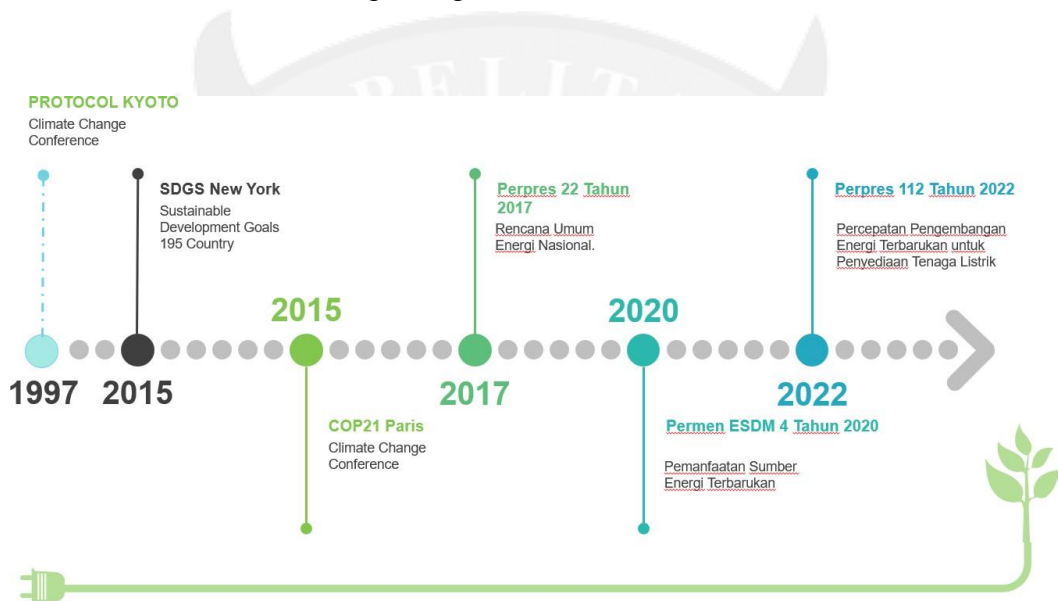 PROTOCOL KYOTO
Climate Change
Conference
1997
SDGS New York
Sustainable
Development Goals
195 Country
2015
2015
COP21 Paris
Climate Change
Conference
Perpres 22 Tahun
2017
Rencana Umum
Energi Nasional.
2017
2020
Permen ESDM 4 Tahun 2020
Pemanfaatan Sumber
Energi Terbarukan
Perpres 112 Tahun 2022
Percepatan Pengembangan
Energi Terbarukan untuk
Penyediaan Tenaga Listrik
2022